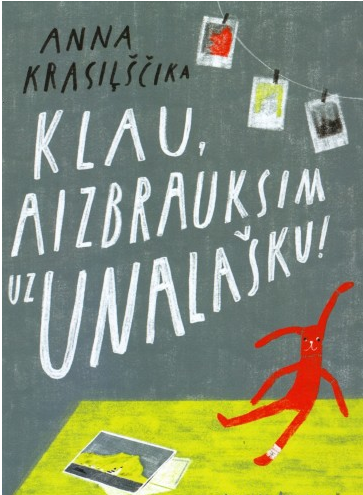 ANNA
KRASIĻŠČIKA
KLAU,
AIZBRAUKSIM
UZ
UNALAŠKU!